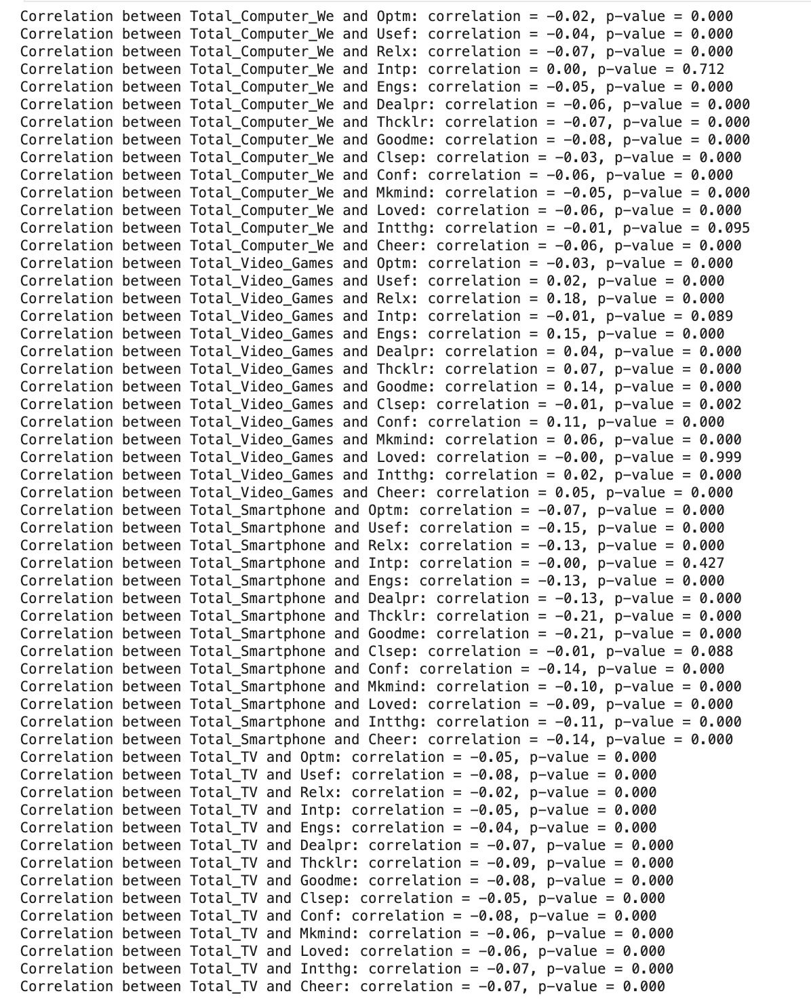 Correlation between Total_Computer_We and Optm: correlation = -0.02, p-value = 0.000
Correlation between Total_Computer_We and Usef: correlation = -0.04, p-value = 0.000
Correlation between Total_Computer_We and Relx: correlation = -0.07, p-value = 0.000
Correlation between Total_Computer_We and Intp: correlation = 0.00, p-value = 0.712
Correlation between Total_Computer_We and Engs: correlation = -0.05, p-value = 0.000
Correlation between Total_Computer_We and Dealpr: correlation = -0.06, p-value = 0.000
Correlation between Total_Computer_We and Thcklr: correlation = -0.07, p-value = 0.000
Correlation between Total_Computer_We and Goodme: correlation = -0.08, p-value = 0.000
Correlation between Total_Computer_We and Clsep: correlation = -0.03, p-value = 0.000
Correlation between Total_Computer_We and Conf: correlation = -0.06, p-value = 0.000
Correlation between Total_Computer_We and Mkmind: correlation = -0.05, p-value = 0.000
Correlation between Total_Computer_We and Loved: correlation = -0.06, p-value = 0.000
Correlation between Total_Computer_We and Intthg: correlation = -0.01, p-value = 0.095
Correlation between Total_Computer_We and Cheer: correlation = -0.06, p-value = 0.000
Correlation between Total_Video_Games and Optm: correlation = -0.03, p-value = 0.000
Correlation between Total_Video_Games and Usef: correlation = 0.02, p-value = 0.000
Correlation between Total_Video_Games and Relx: correlation = 0.18, p-value = 0.000
Correlation between Total_Video_Games and Intp: correlation = -0.01, p-value = 0.089
Correlation between Total_Video_Games and Engs: correlation = 0.15, p-value = 0.000
Correlation between Total_Video_Games and Dealpr: correlation = 0.04, p-value = 0.000
Correlation between Total_Video_Games and Thcklr: correlation = 0.07, p-value = 0.000
Correlation between Total_Video_Games and Goodme: correlation = 0.14, p-value = 0.000
Correlation between Total_Video_Games and Clsep: correlation = -0.01, p-value = 0.002
Correlation between Total_Video_Games and Conf: correlation = 0.11, p-value = 0.000
Correlation between Total_Video_Games and Mkmind: correlation = 0.06, p-value = 0.000
Correlation between Total_Video_Games and Loved: correlation = -0.00, p-value = 0.999
Correlation between Total_Video_Games and Intthg: correlation = 0.02, p-value = 0.000
Correlation between Total_Video_Games and Cheer: correlation = 0.05, p-value = 0.000
Correlation between Total_Smartphone and Optm: correlation = -0.07, p-value = 0.000
Correlation between Total_Smartphone and Usef: correlation = -0.15, p-value = 0.000
Correlation between Total_Smartphone and Relx: correlation = -0.13, p-value = 0.000
Correlation between Total_Smartphone and Intp: correlation = -0.00, p-value = 0.427
Correlation between Total_Smartphone and Engs: correlation = -0.13, p-value = 0.000
Correlation between Total_Smartphone and Dealpr: correlation = -0.13, p-value = 0.000
Correlation between Total_Smartphone and Thcklr: correlation = -0.21, p-value = 0.000
Correlation between Total_Smartphone and Goodme: correlation = -0.21, p-value = 0.000
Correlation between Total_Smartphone and Clsep: correlation = -0.01, p-value = 0.088
Correlation between Total_Smartphone and Conf: correlation = -0.14, p-value = 0.000
Correlation between Total_Smartphone and Mkmind: correlation = -0.10, p-value = 0.000
Correlation between Total_Smartphone and Loved: correlation = -0.09, p-value = 0.000
Correlation between Total_Smartphone and Intthg: correlation = -0.11, p-value = 0.000
Correlation between Total_Smartphone and Cheer: correlation = -0.14, p-value = 0.000
Correlation between Total_TV and Optm: correlation = -0.05, p-value = 0.000
Correlation between Total_TV and Usef: correlation = -0.08, p-value = 0.000
Correlation between Total_TV and Relx: correlation = -0.02, p-value = 0.000
Correlation between Total_TV and Intp: correlation = -0.05, p-value = 0.000
Correlation between Total_TV and Engs: correlation = -0.04, p-value = 0.000
Correlation between Total_TV and Dealpr: correlation = -0.07, p-value = 0.000
Correlation between Total_TV and Thcklr: correlation = -0.09, p-value = 0.000
Correlation between Total_TV and Goodme: correlation = -0.08, p-value = 0.000
Correlation between Total_TV and Clsep: correlation = -0.05, p-value = 0.000
Correlation between Total_TV and Conf: correlation = -0.08, p-value = 0.000
Correlation between Total_TV and Mkmind: correlation = -0.06, p-value = 0.000
Correlation between Total_TV and Loved: correlation = -0.06, p-value = 0.000
Correlation between Total_TV and Intthg: correlation = -0.07, p-value = 0.000
Correlation between Total_TV and Cheer: correlation = -0.07, p-value = 0.000